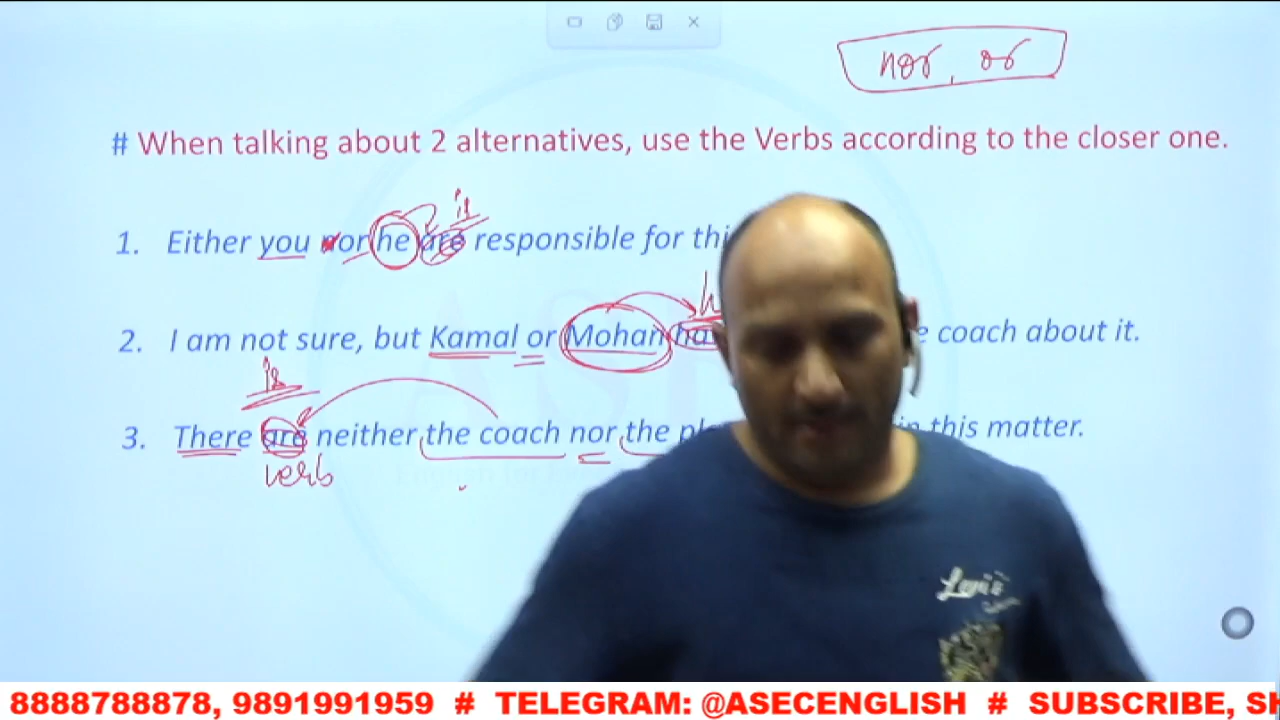 nor, or
# When talking about 2 alternatives, use the Verbs according to the closer one.
is
1. Either you nor he are responsible for thi
2. I am not sure, but Kamal or Mohan ha coach about it.
is
3. There are neither the coach nor the pl in this matter.
verb
Levi's
8888788878, 9891991959 # TELEGRAM: @ASECENGLISH # SUBSCRIBE, SH